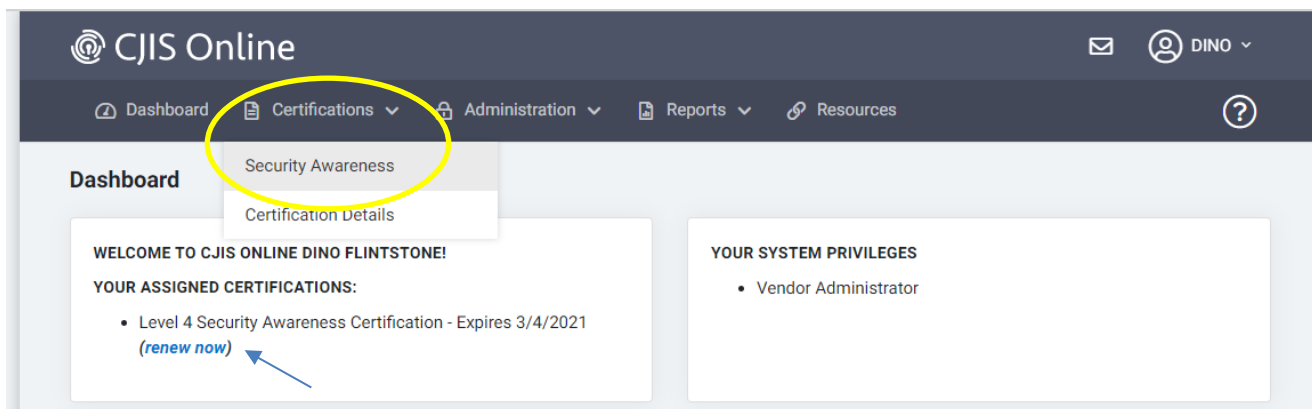 CJIS Online
DINO
Dashboard Certifications Administration Reports Resources
?
Security Awareness
Certification Details
Dashboard
WELCOME TO CJIS ONLINE DINO FLINTSTONE!
YOUR ASSIGNED CERTIFICATIONS:
• Level 4 Security Awareness Certification - Expires 3/4/2021
(renew now)
YOUR SYSTEM PRIVILEGES
• Vendor Administrator